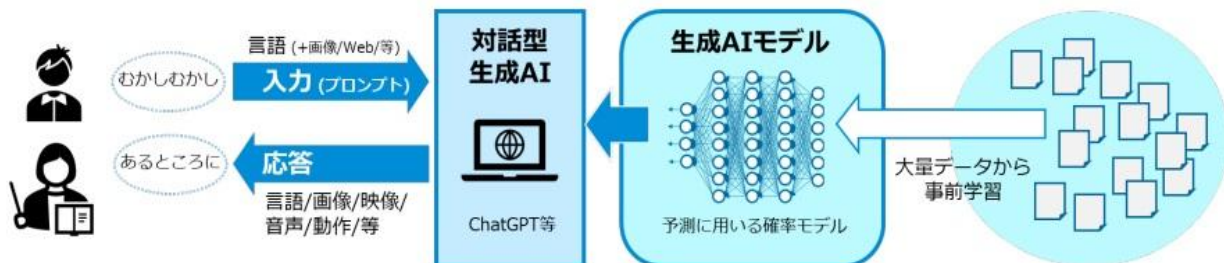 むかしむかし
言語 (+画像/Web/等)
入力 (プロンプト)
あるところに
応答
言語/画像/映像/
音声/動作/等
対話型
生成AI
ChatGPT等
生成AIモデル
予測に用いる確率モデル
大量データから
事前学習